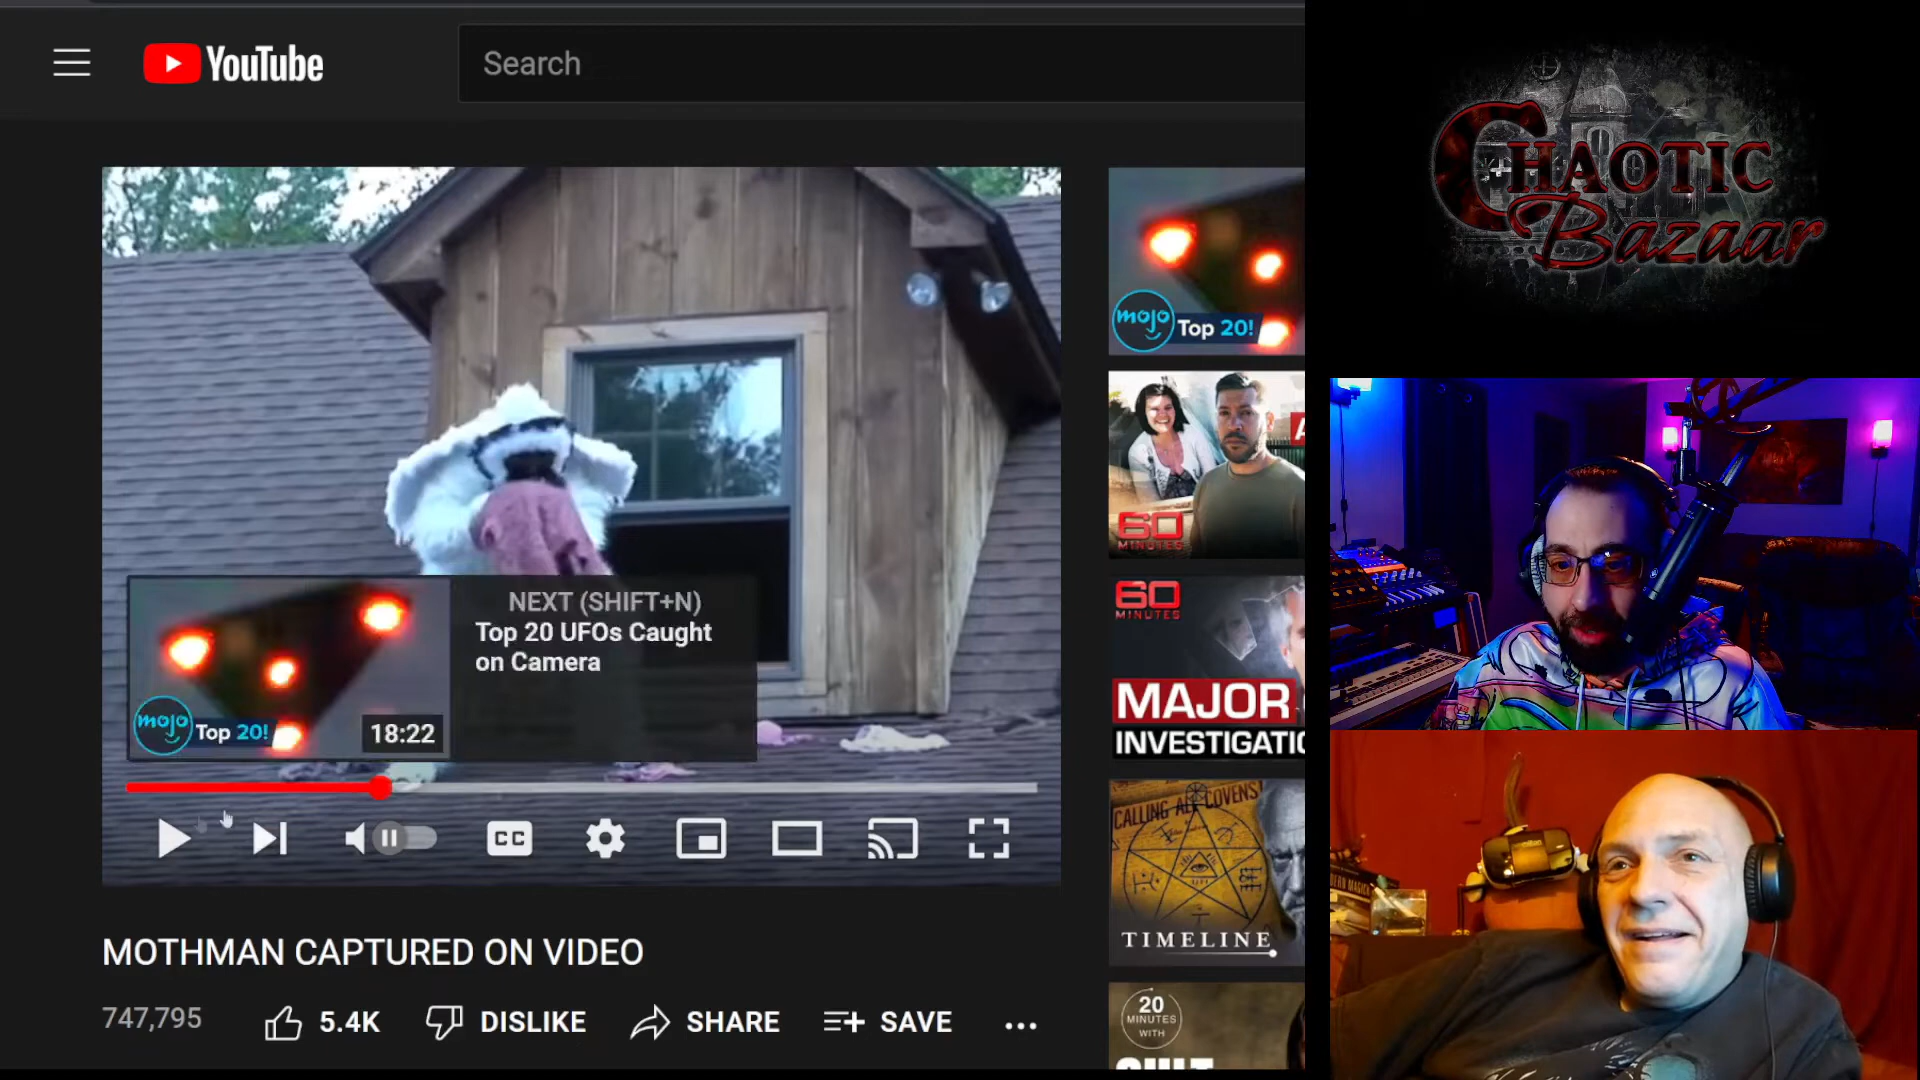 YouTube
Search
CHAOTIC
Bazaar
mojo
Top 20!
60
MINUTES
60
MINUTES
MAJOR
NEXT (SHIFT+N)
Top 20 UFOs Caught
on Camera
mojo
Top 20!
18:22
CC
CALLING ALL COVENS!
TIMELINE
MOTHMAN CAPTURED ON VIDEO
747,795
5.4K
DISLIKE
SHARE
SAVE
20
MINUTES
WITH